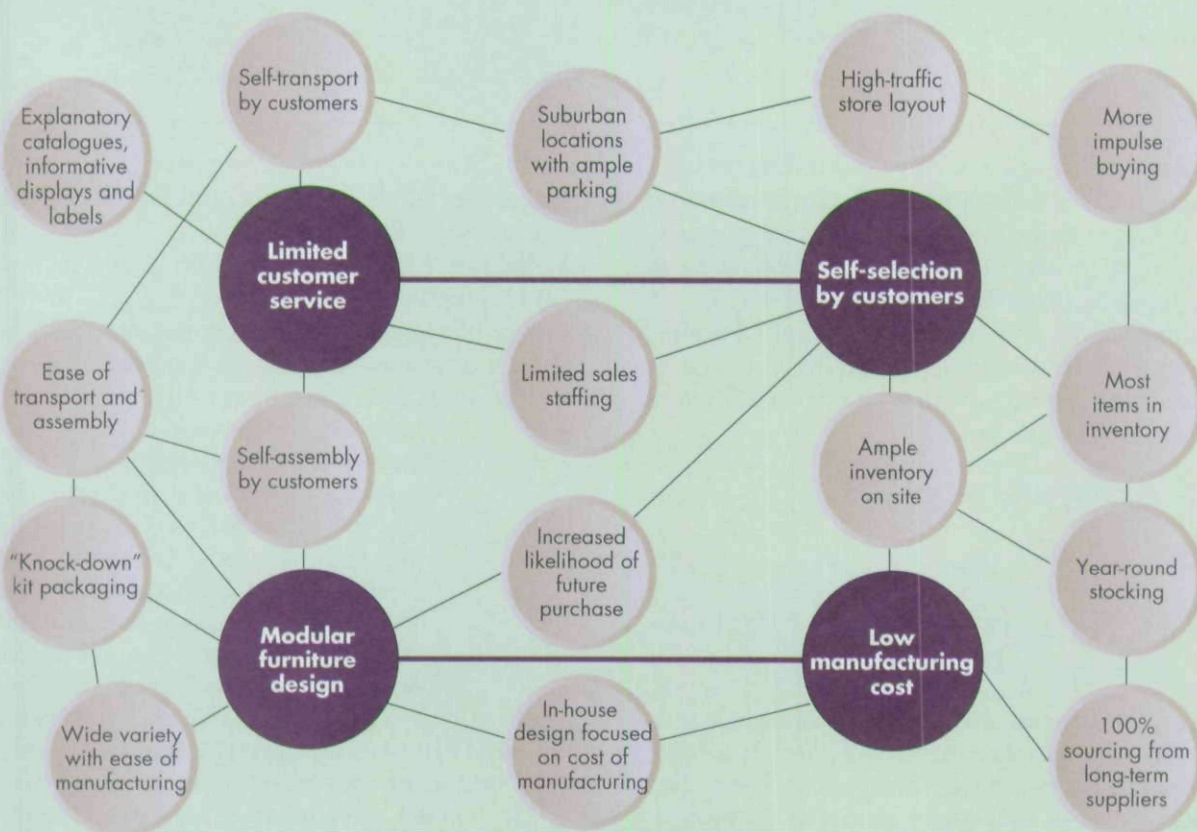 Self-transport
by customers
High-traffic
store layout
Explanatory
catalogues,
informative
displays and
labels
Suburban
locations
with ample
parking
More
impulse
buying
Limited
customer
service
Self-selection
by customers
Ease of
transport and
assembly
Limited sales
staffing
Most
items in
inventory
Self-assembly
by customers
Ample
inventory
on site
"Knock-down"
kit packaging
Increased
likelihood of
future
purchase
Year-round
stocking
Modular
furniture
design
Low
manufacturing
cost
Wide variety
with ease of
manufacturing
In-house
design focused
on cost of
manufacturing
100%
sourcing from
long-term
suppliers